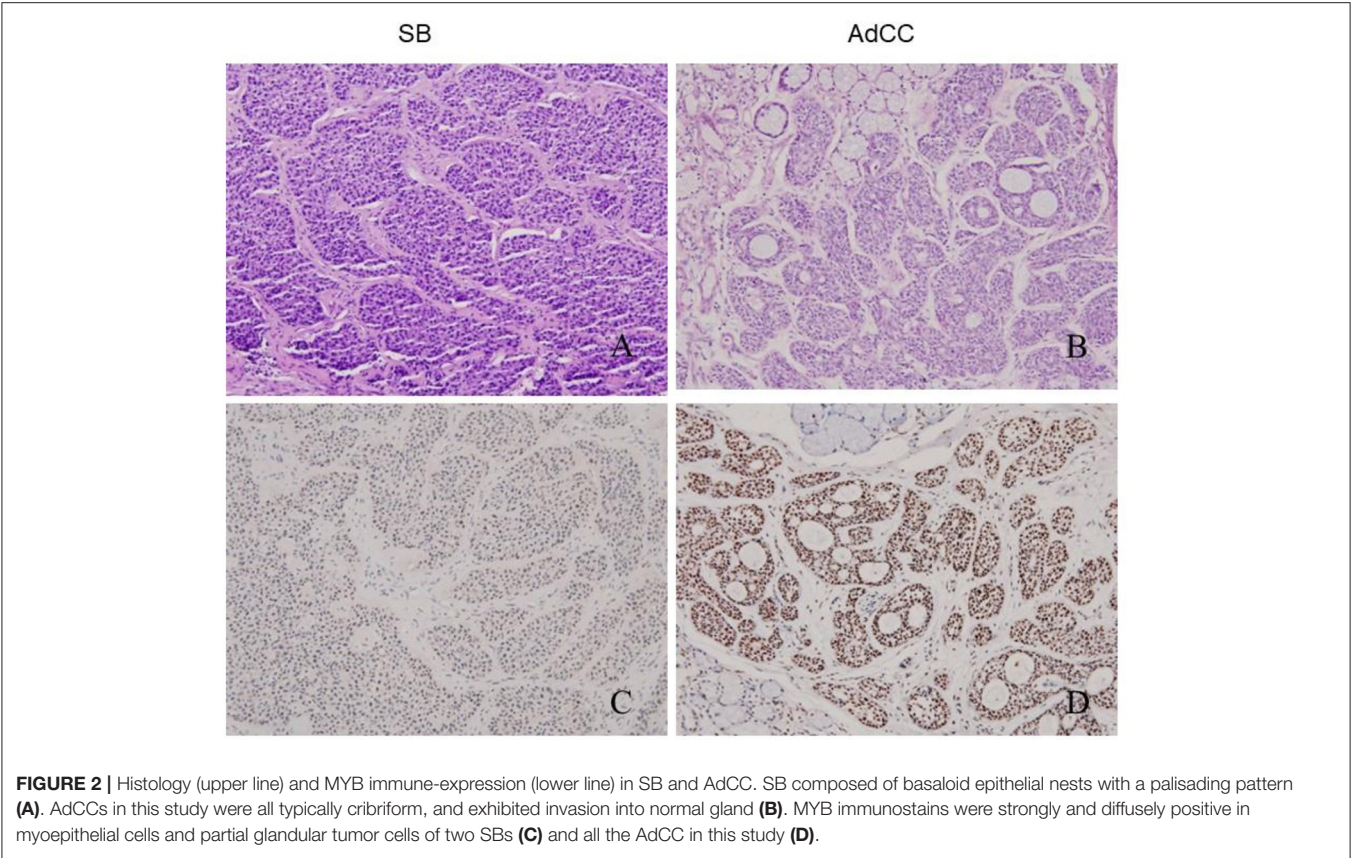 SB
AdCC
A
B
C
D
FIGURE 2 | Histology (upper line) and MYB immune-expression (lower line) in SB and AdCC. SB composed of basaloid epithelial nests with a palisading pattern
(A). AdCCs in this study were all typically cribriform, and exhibited invasion into normal gland (B). MYB immunostains were strongly and diffusely positive in
myoepithelial cells and partial glandular tumor cells of two SBs (C) and all the AdCC in this study (D).